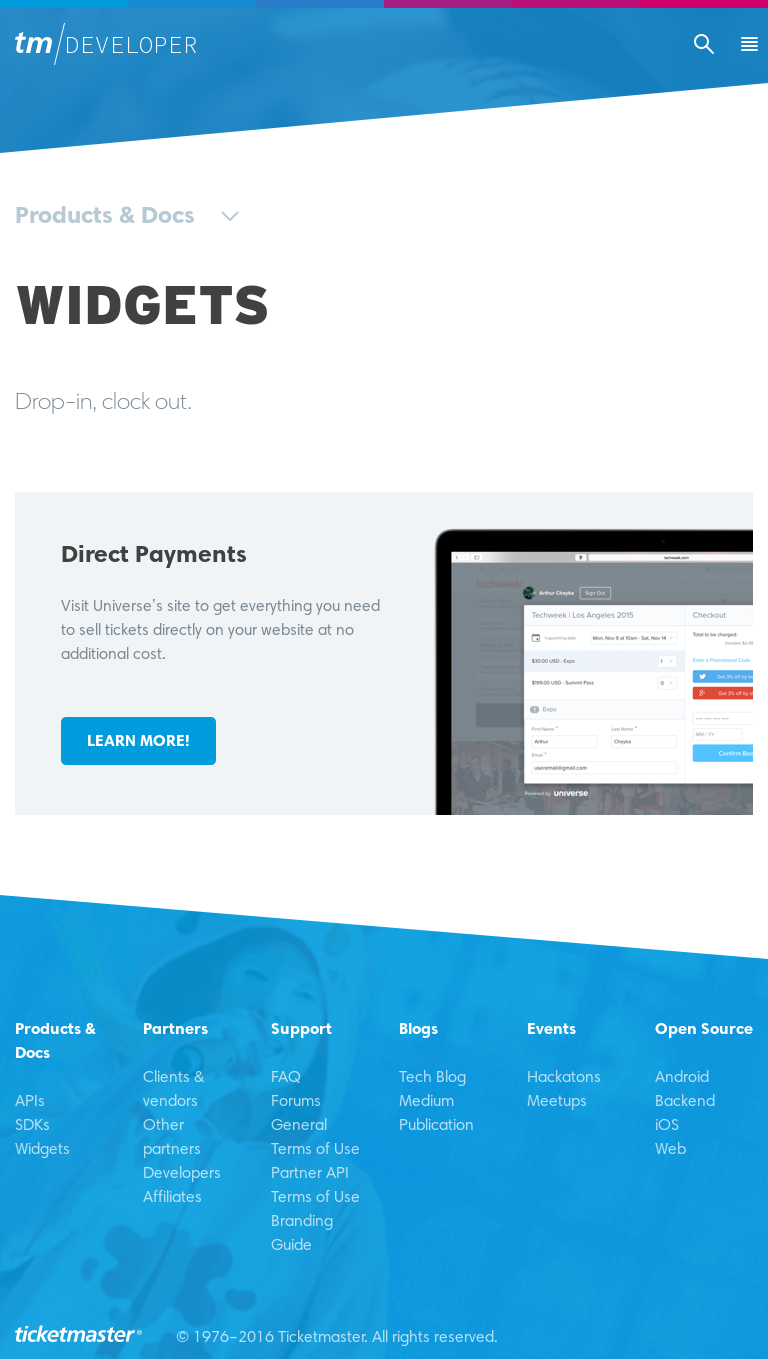 tm DEVELOPER
Products & Docs
WIDGETS
Drop-in, clock out.
Direct Payments
Visit Universe's site to get everything you need
to sell tickets directly on your website at no
additional cost.
LEARN MORE!
techweek.com
techweek
Arthur Chayka
Sign Out
Techweek | Los Angeles 2015
Checkout
1 upcoming date
Mon, Nov 9 at 10am - Sat, Nov 14
Total to be charged:
$30.00 USD - Expo
1
Enter a Promotional Code
$199.00 USD - Summit Pass
0
Get 3% off by
Get 3% off by
1 Expo
First Name *
Last Name *
Arthur
Chayka
MM / YY
Email *
Confirm
useremail@gmail.com
Powered by universe
Products &
Docs
APIs
SDKs
Widgets
Partners
Clients &
vendors
Other
partners
Developers
Affiliates
Support
FAQ
Forums
General
Terms of Use
Partner API
Terms of Use
Branding
Guide
Blogs
Tech Blog
Medium
Publication
Events
Hackatons
Meetups
Open Source
Android
Backend
iOS
Web
ticketmaster®
© 1976–2016 Ticketmaster. All rights reserved.